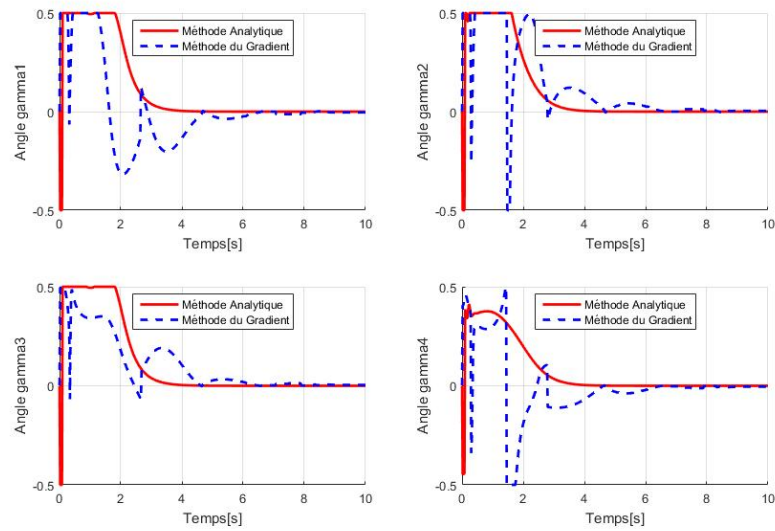 0.5
0
-0.5
Angle gamma1
Méthode Analytique
Méthode du Gradient
0 2 4 6 8 10
Temps[s]
0.5
0
-0.5
Angle gamma2
Méthode Analytique
Méthode du Gradient
0 2 4 6 8 10
Temps[s]
0.5
0
-0.5
Angle gamma3
Méthode Analytique
Méthode du Gradient
0 2 4 6 8 10
Temps[s]
0.5
0
-0.5
Angle gamma4
Méthode Analytique
Méthode du Gradient
0 2 4 6 8 10
Temps[s]